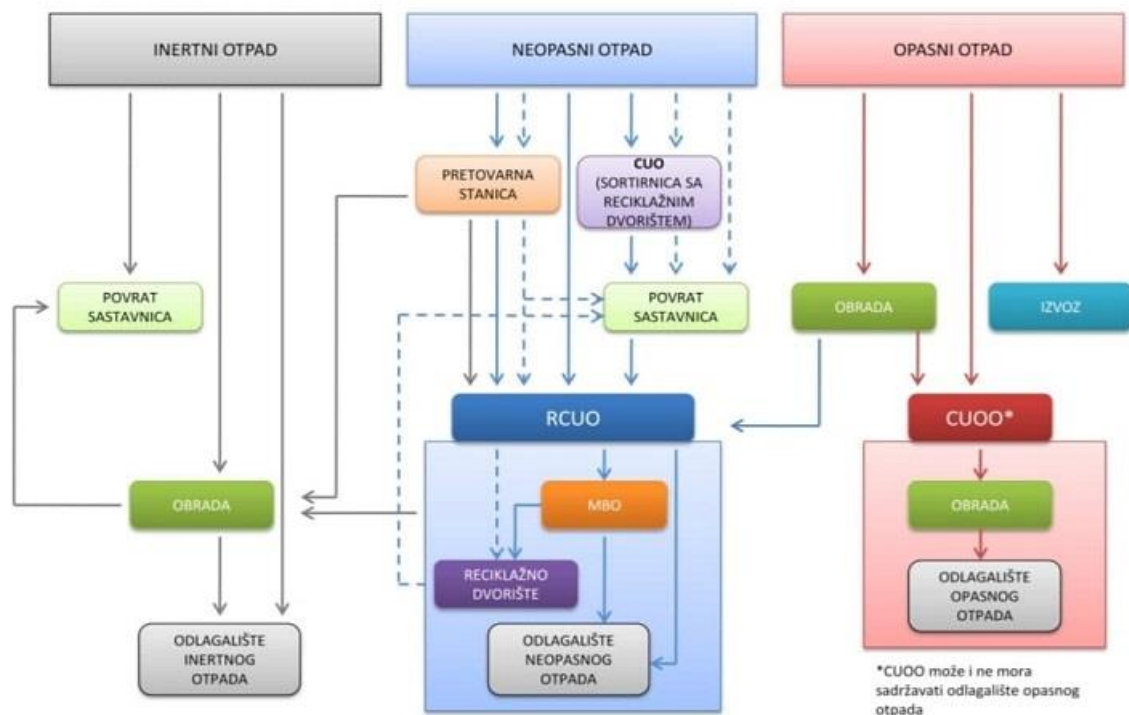 INERTNI OTPAD
NEOPASNI OTPAD
OPASNI OTPAD
PRETOVARNA
STANICA
CUO
(SORTIRNICA SA
RECIKLAŽNIM
DVORIŠTEM)
POVRAT
SASTAVNICA
POVRAT
SASTAVNICA
OBRADA
IZVOZ
RCUO
CUOO*
OBRADA
MBO
OBRADA
RECIKLAŽNO
DVORIŠTE
ODLAGALIŠTE
INERTNOG
OTPADA
ODLAGALIŠTE
NEOPASNOG
OTPADA
ODLAGALIŠTE
OPASNOG
OTPADA
*CUOO može i ne mora
sadržavati odlagalište opasnog
otpada